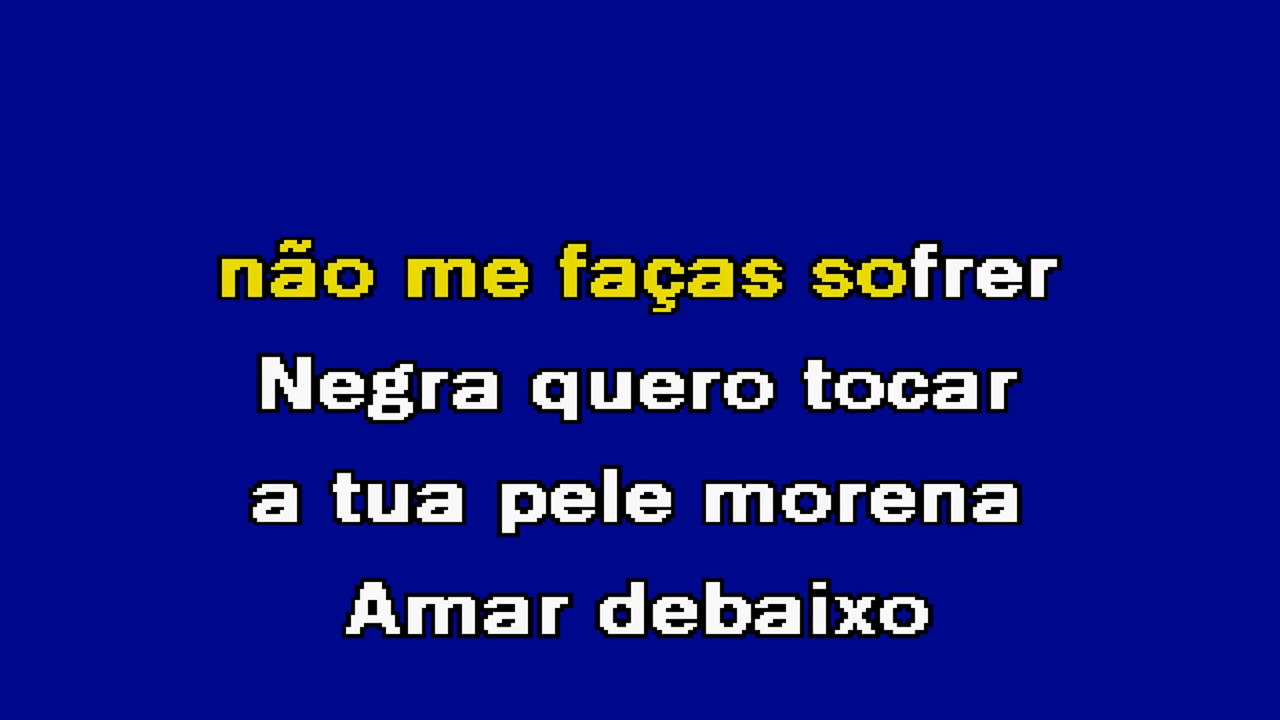 não me faças sofrer
Negra quero tocar
a tua pele morena
Amar debaixo